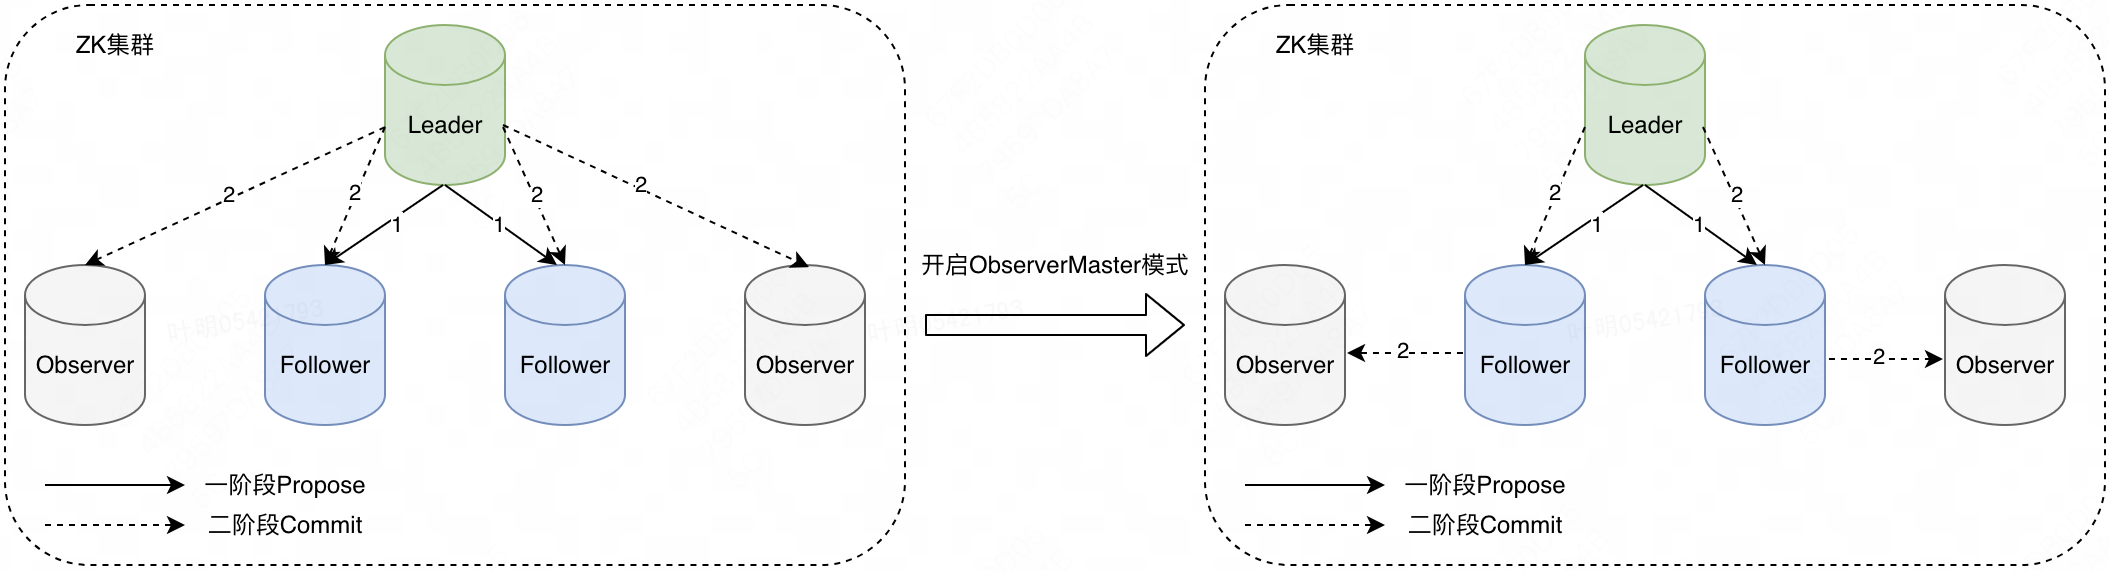 ZK集群
Leader
2
2
2
2
1
1
Observer
Follower
Follower
Observer
一阶段Propose
二阶段Commit
开启ObserverMaster模式
ZK集群
Leader
2
2
1
1
Observer
2
Follower
Follower
2
Observer
一阶段Propose
二阶段Commit